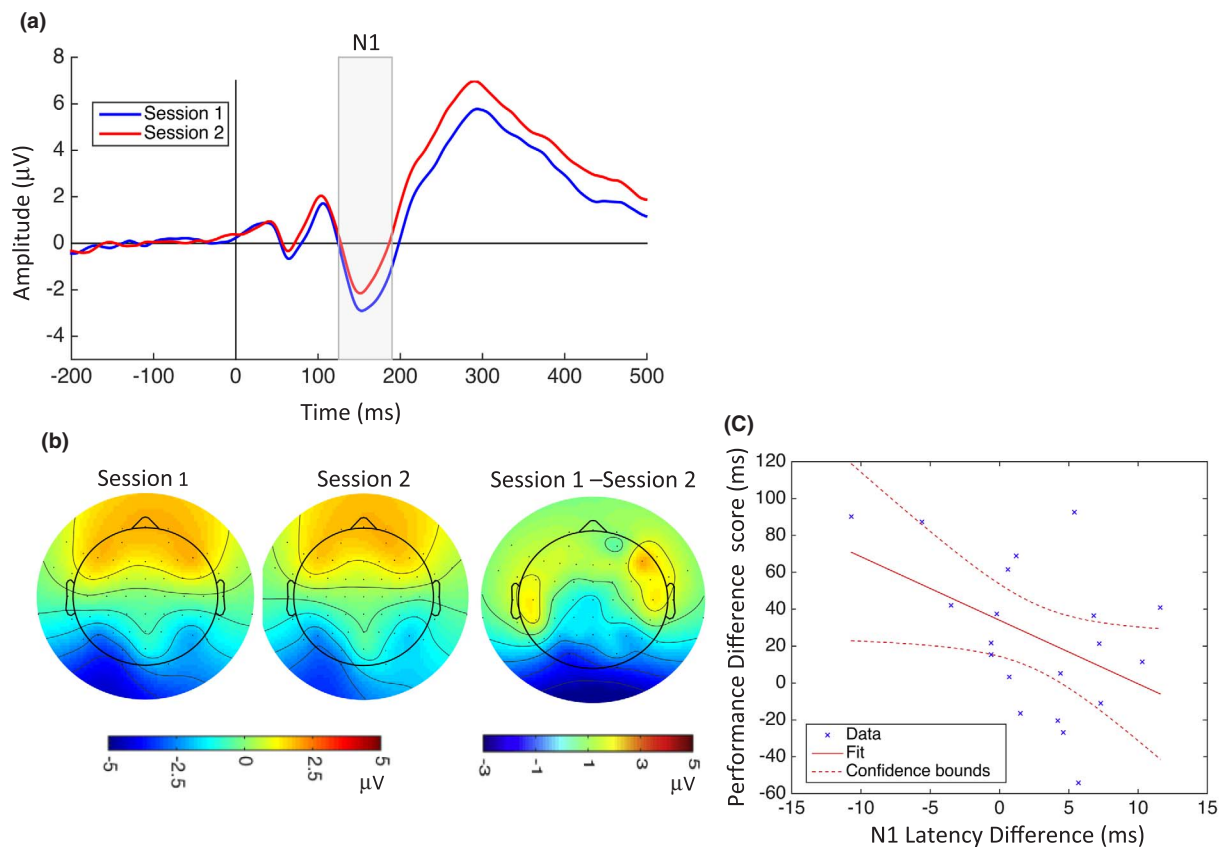 (a)
N1
Amplitude (µV)
8
6
4
2
0
-2
-4
Session 1
Session 2
-200 -100 0 100 200 300 400 500
Time (ms)
(b)
Session 1
Session 2
Session 1 –Session 2
-5 -2.5 0 2.5 5
µV
-3 -1 1 3 5
µV
(C)
Performance Difference score (ms)
120
100
80
60
40
20
0
-20
-40
-60
Data
Fit
Confidence bounds
-15 -10 -5 0 5 10 15
N1 Latency Difference (ms)